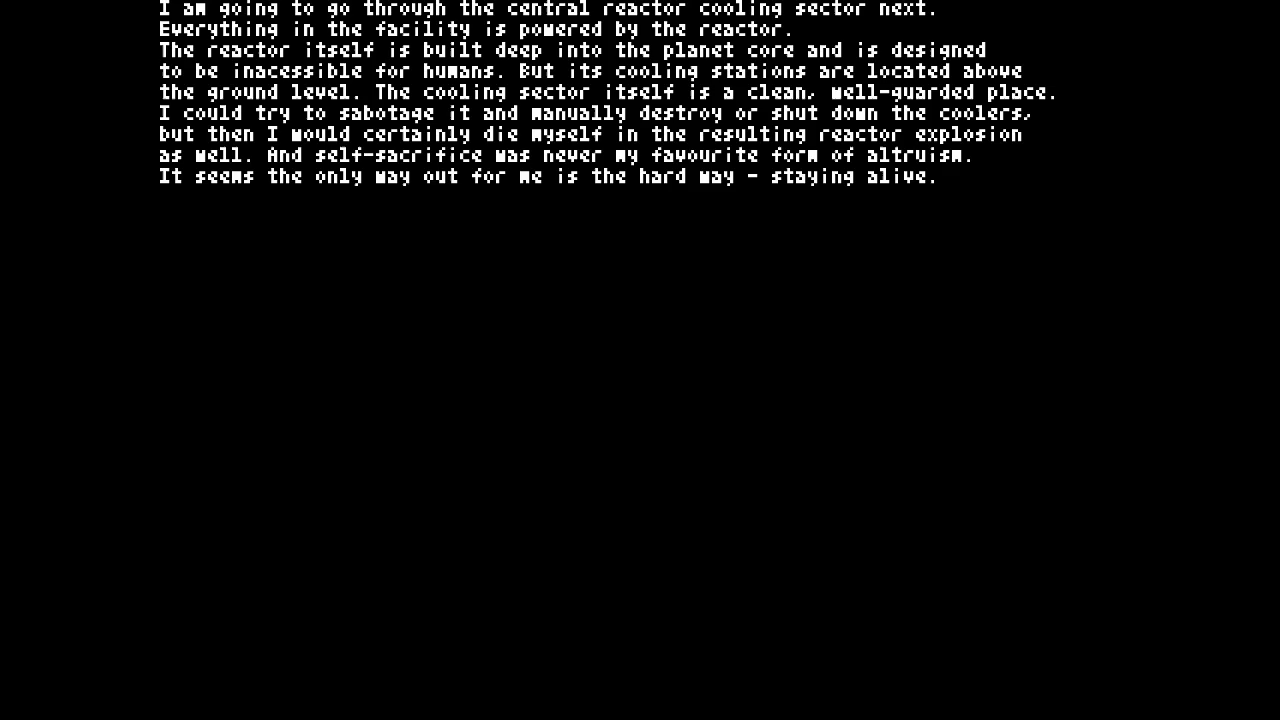 I am going to go through the central reactor cooling sector next.
Everything in the facility is powered by the reactor.
The reactor itself is built deep into the planet core and is designed
to be inacessible for humans. But its cooling stations are located above
the ground level. The cooling sector itself is a clean, well-guarded place.
I could try to sabotage it and manually destroy or shut down the coolers,
but then I would certainly die myself in the resulting reactor explosion
as well. And self-sacrifice was never my favourite form of altruism.
It seems the only way out for me is the hard way - staying alive.